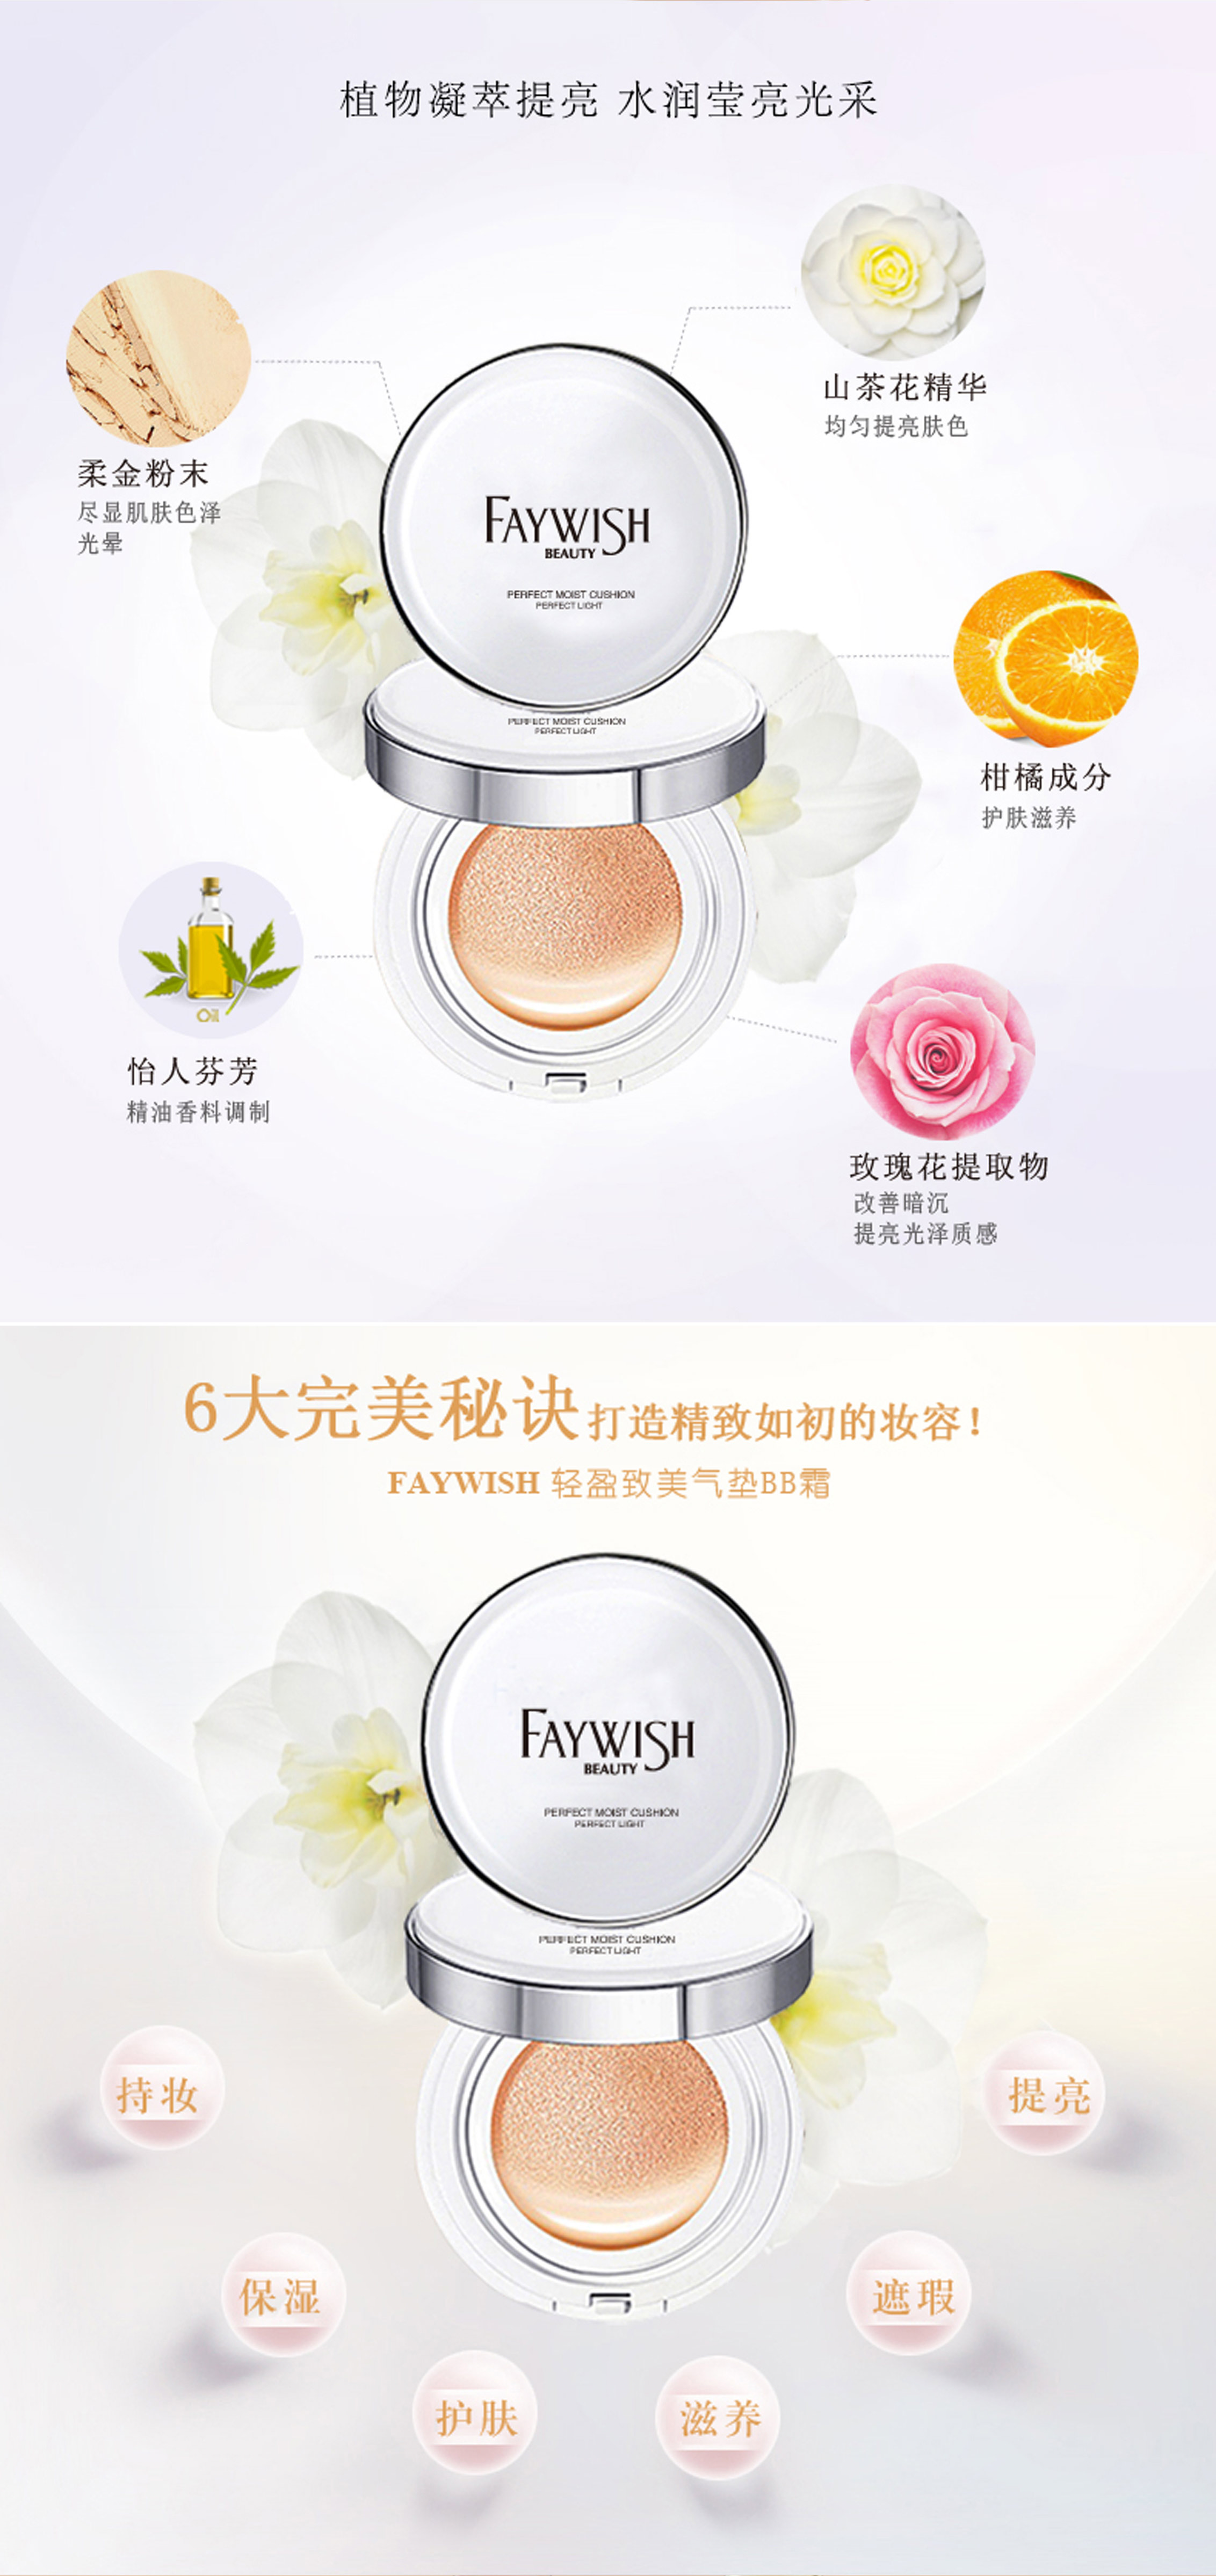 植物凝萃提亮 水润莹亮光采
山茶花精华
均匀提亮肤色
柔金粉末
尽显肌肤色泽
光晕
FAYWISH
BEAUTY
PERFECT MOIST CUSHION
PERFECT LIGHT
PERFECT MOIST CUSHION
PERFECT LIGHT
柑橘成分
护肤滋养
Oil
怡人芬芳
精油香料调制
玫瑰花提取物
改善暗沉
提亮光泽质感
6大完美秘诀打造精致如初的妆容!
FAYWISH 轻盈致美气垫BB霜
FAYWISH
BEAUTY
PERFECT MOIST CUSHION
PERFECT LIGHT
PERFECT MOIST CUSHION
PERFECT LIGHT
持妆
提亮
保湿
遮瑕
护肤
滋养